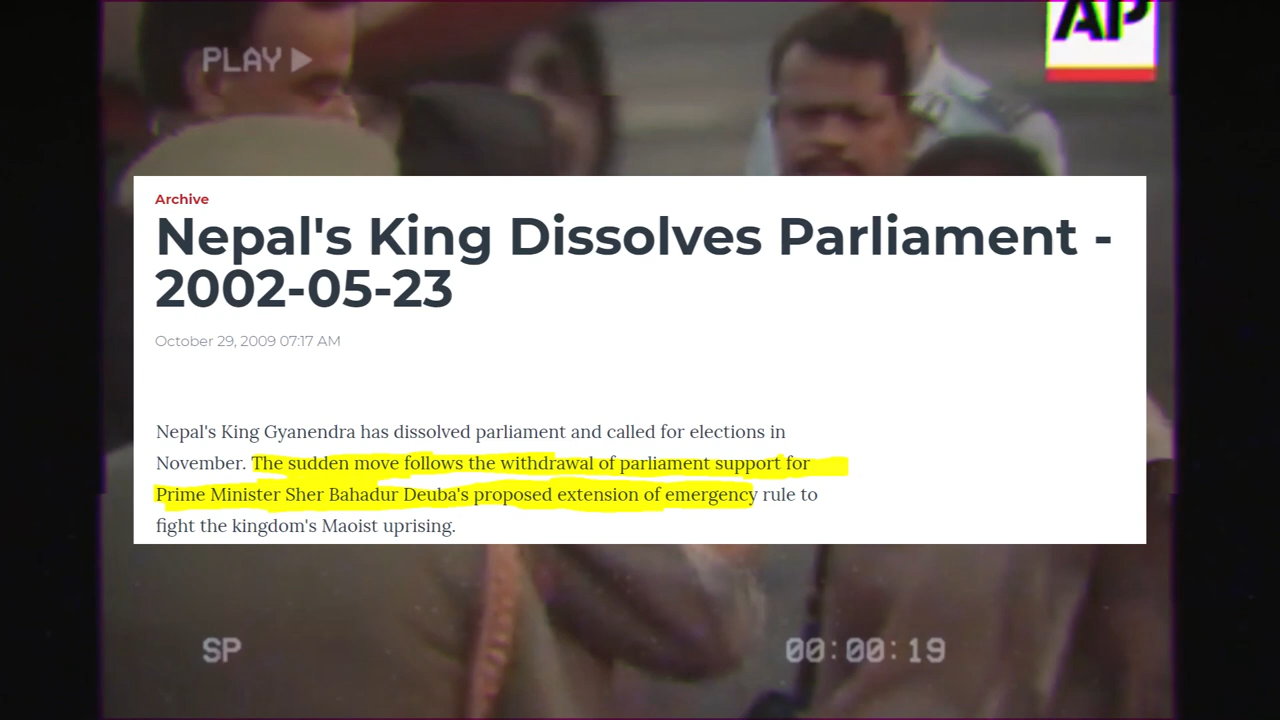 PLAY
AP
Archive
Nepal's King Dissolves Parliament -
2002-05-23
October 29, 2009 07:17 AM
Nepal's King Gyanendra has dissolved parliament and called for elections in
November. The sudden move follows the withdrawal of parliament support for
Prime Minister Sher Bahadur Deuba's proposed extension of emergency rule to
fight the kingdom's Maoist uprising.
SP
00:00:19